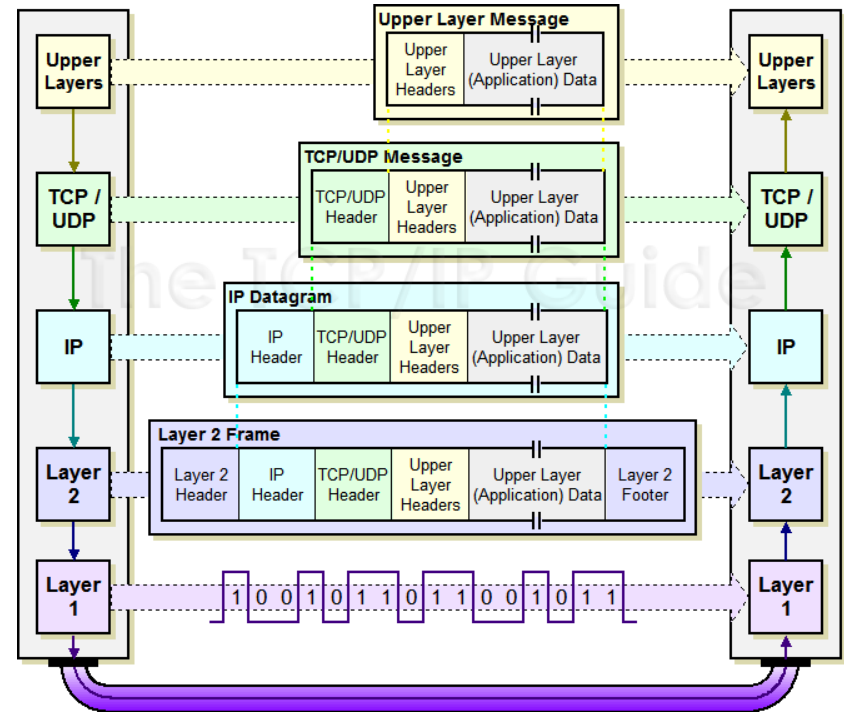 Upper Layer Message
Upper
Layers
Upper
Layer
Headers
Upper Layer
(Application) Data
Upper
Layers
TCP/UDP Message
TCP /
UDP
TCP/UDP
Header
Upper
Layer
Headers
Upper Layer
(Application) Data
TCP /
UDP
The TCP/IP Guide
IP Datagram
IP
IP
Header
TCP/UDP
Header
Upper
Layer
Headers
Upper Layer
(Application) Data
IP
Layer 2 Frame
Layer
2
Layer 2
Header
IP
Header
TCP/UDP
Header
Upper
Layer
Headers
Upper Layer
(Application) Data
Layer 2
Footer
Layer
2
Layer
1
1 0 0 1 0 1 1 0 1 1 0 0 1 0 1 1
Layer
1